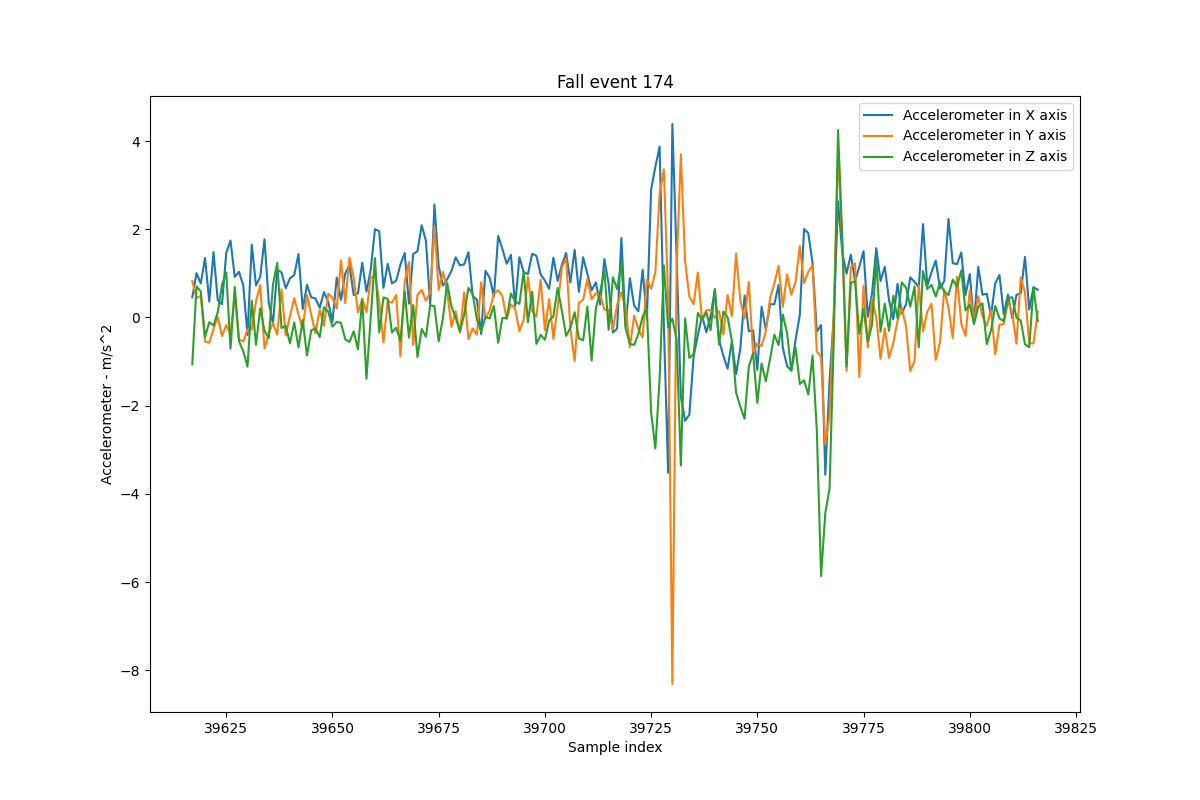 Fall event 174
Accelerometer in X axis
Accelerometer in Y axis
Accelerometer in Z axis
4
2
0
−2
−4
−6
−8
Accelerometer - m/s^2
39625 39650 39675 39700 39725 39750 39775 39800 39825
Sample index